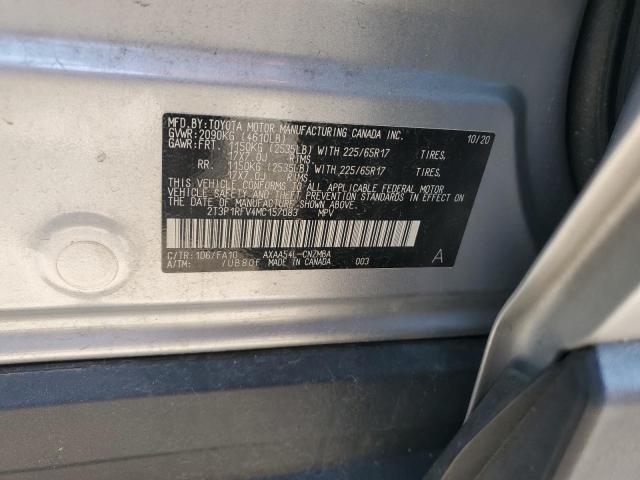 MFD.BY:TOYOTA MOTOR MANUFACTURING CANADA INC. 10/20
GVWR:2090KG (4610LB)
GAWR:FRT. 1150KG (2535LB) WITH 225/65R17 TIRES,
17X7.0J RIMS
RR. 1150KG (2535LB) WITH 225/65R17 TIRES,
17X7.0J RIMS
THIS VEHICLE CONFORMS TO ALL APPLICABLE FEDERAL MOTOR
VEHICLE SAFETY, BUMPER, AND THEFT PREVENTION STANDARDS IN EFFECT
ON THE DATE OF MANUFACTURE SHOWN ABOVE.
2T3P1RFV4MC157083 MPV
C/TR:1D6/FA10 AXAA54L-CNZMBA A
A/TM: /UB80F MADE IN CANADA 003